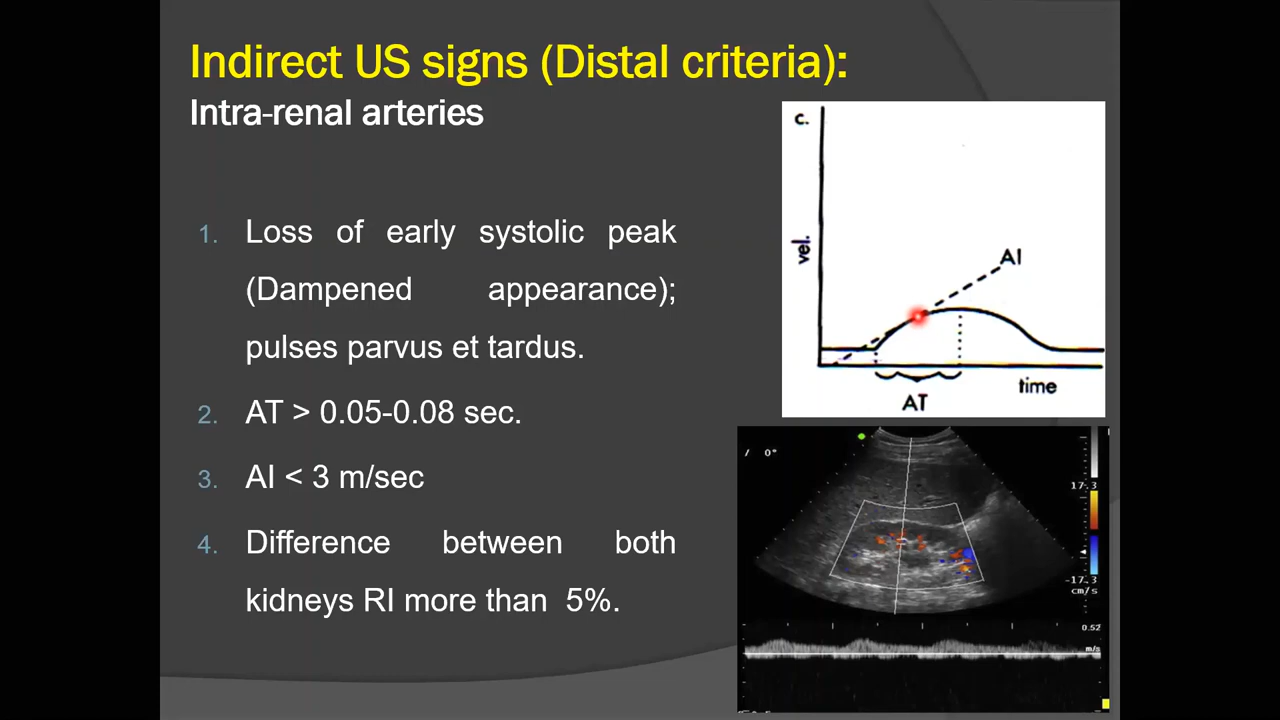 Indirect US signs (Distal criteria):
Intra-renal arteries
1. Loss of early systolic peak
(Dampened appearance);
pulses parvus et tardus.
2. AT > 0.05-0.08 sec.
3. AI < 3 m/sec
4. Difference between both
kidneys RI more than 5%.
c.
vel.
AI
AT
time
/ 0°
17.3
-17.3
cm/s
0.52
m/s